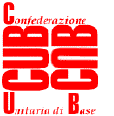 Confederazione
CUB
CUB
Unitaria di Base